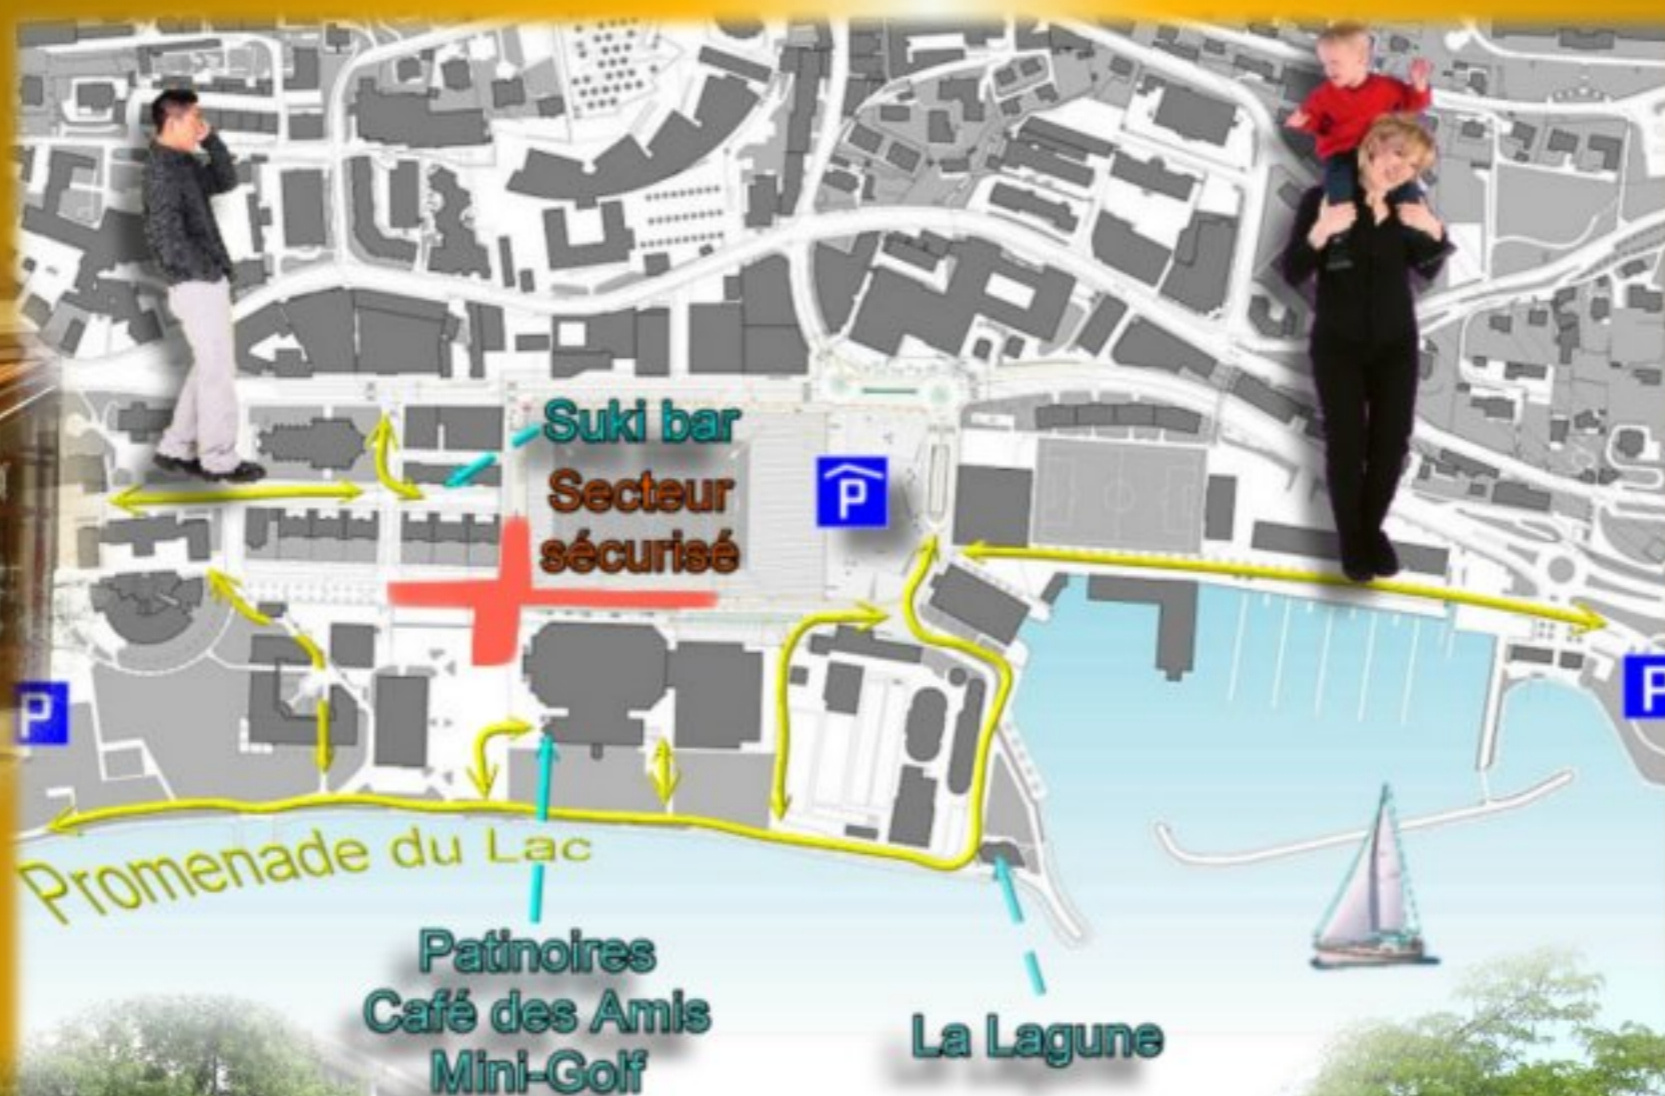 Suki bar
Secteur
sécurisé
P
P
P
Promenade du Lac
Patinoires
Café des Amis
Mini-Golf
La Lagune